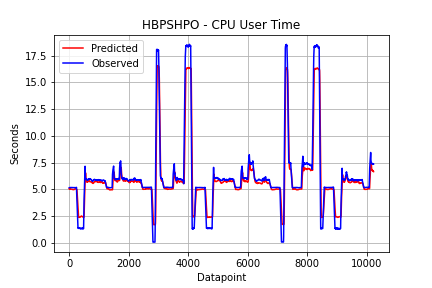 HBPSHPO - CPU User Time
Predicted
Observed
Seconds
17.5
15.0
12.5
10.0
7.5
5.0
2.5
0.0
0 2000 4000 6000 8000 10000
Datapoint